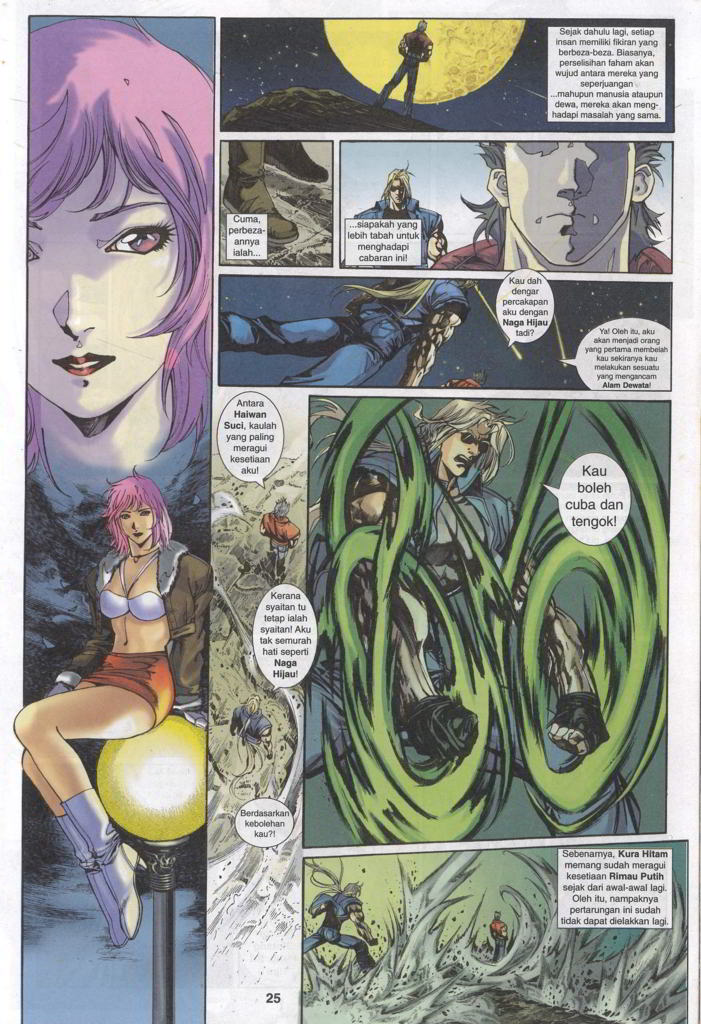 Sejak dahulu lagi, setiap
insan memiliki fikiran yang
berbeza-beza. Biasanya,
perselisihan faham akan
wujud antara mereka yang
seperjuangan
...mahupun manusia ataupun
dewa, mereka akan meng-
hadapi masalah yang sama.
Cuma,
perbeza-
annya
ialah...
...siapakah yang
lebih tabah untuk
menghadapi
cabaran ini!
Kau dah
dengar
percakapan
aku dengan
Naga Hijau
tadi?
Ya! Oleh itu, aku
akan menjadi orang
yang pertama membelah
kau sekiranya kau
melakukan sesuatu
yang mengancam
Alam Dewata!
Antara
Haiwan
Suci, kaulah
yang paling
meragui
kesetiaan
aku!
Kerana
syaitan tu
tetap ialah
syaitan! Aku
tak semurah
hati seperti
Naga
Hijau!
Berdasarkan
kebolehan
kau?!
Kau
boleh
cuba dan
tengok!
Sebenarnya, Kura Hitam
memang sudah meragui
kesetiaan Rimau Putih
sejak dari awal-awal lagi.
Oleh itu, nampaknya
pertarungan ini sudah
tidak dapat dielakkan lagi.
25